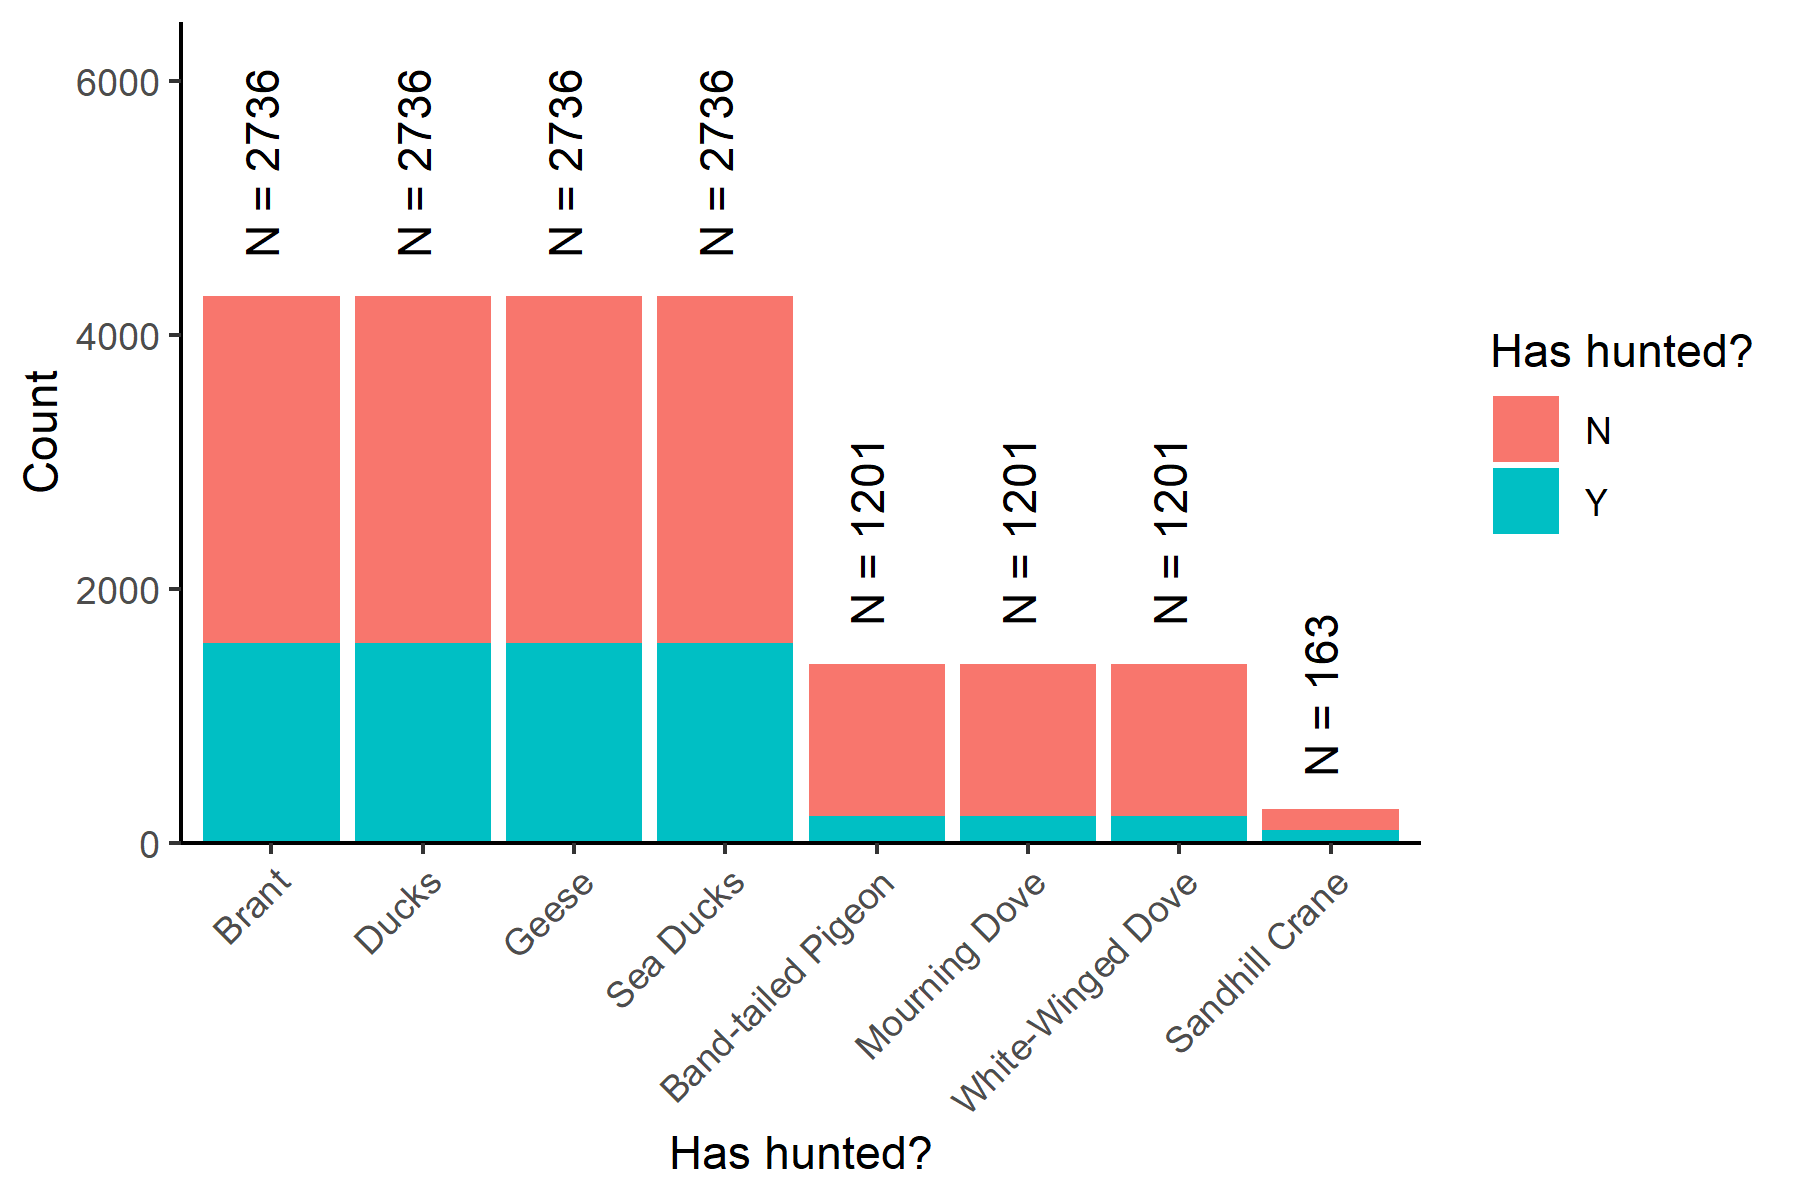 6000
4000
2000
0
Count
N = 2736
N = 2736
N = 2736
N = 2736
N = 1201
N = 1201
N = 1201
N = 163
Brant
Ducks
Geese
Sea Ducks
Band-tailed Pigeon
Mourning Dove
White-Winged Dove
Sandhill Crane
Has hunted?
Has hunted?
N
Y